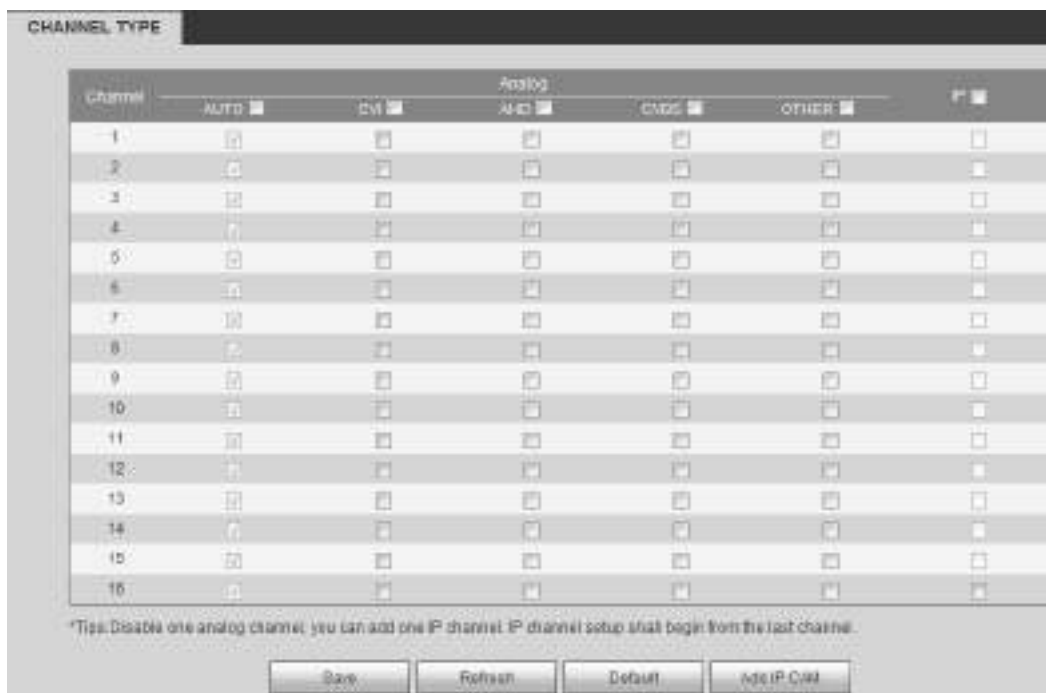 CHANNEL TYPE
Channel
Analog
AUTO
CVI
AHD
CVBS
OTHER
IP
1
2
3
4
5
6
7
8
9
10
11
12
13
14
15
16
*Tips:Disable one analog channel, you can add one IP channel. IP channel setup shall begin from the last channel.
Save
Refresh
Default
Add IP CAM